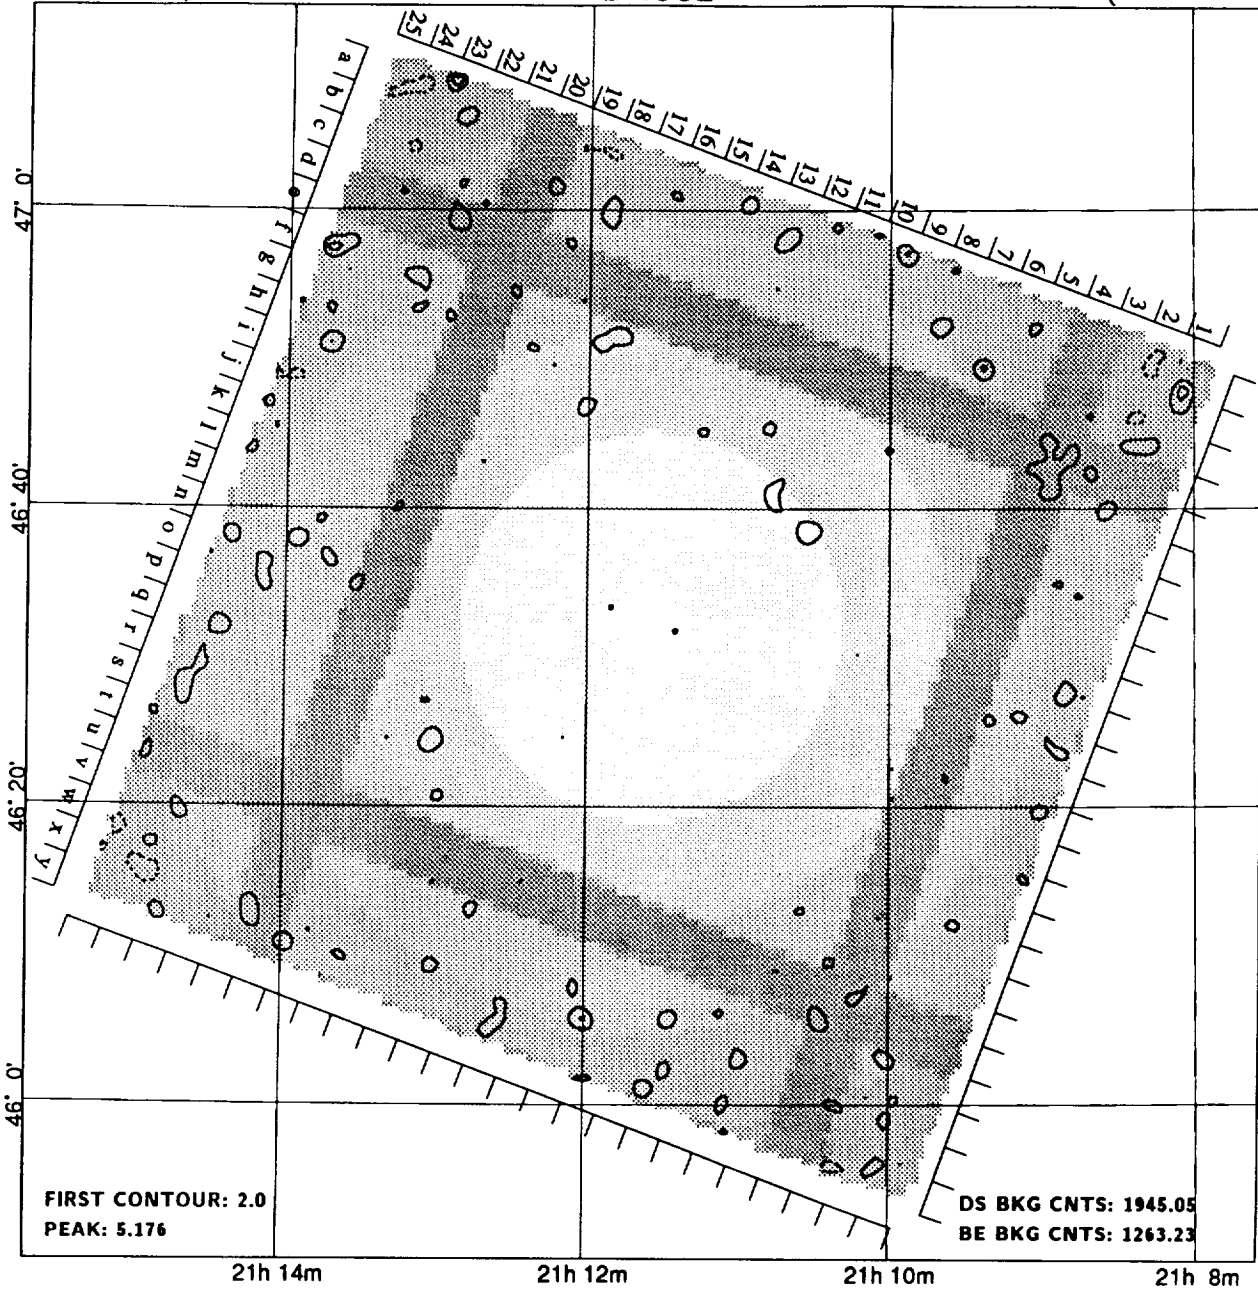 25 24 23 22 21 20 19 18 17 16 15 14 13 12 11 10 9 8 7 6 5 4 3 2 1
a b c d e f g h i j k l m n o p q r s t u v w x y
47° 0'
46° 40'
46° 20'
46° 0'
FIRST CONTOUR: 2.0
PEAK: 5.176
DS BKG CNTS: 1945.05
BE BKG CNTS: 1263.23
21h 14m 21h 12m 21h 10m 21h 8m